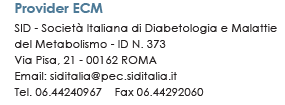 Provider ECM
SID - Società Italiana di Diabetologia e Malattie
del Metabolismo - ID N. 373
Via Pisa, 21 - 00162 ROMA
Email: siditalia@pec.siditalia.it
Tel. 06.44240967 Fax 06.44292060